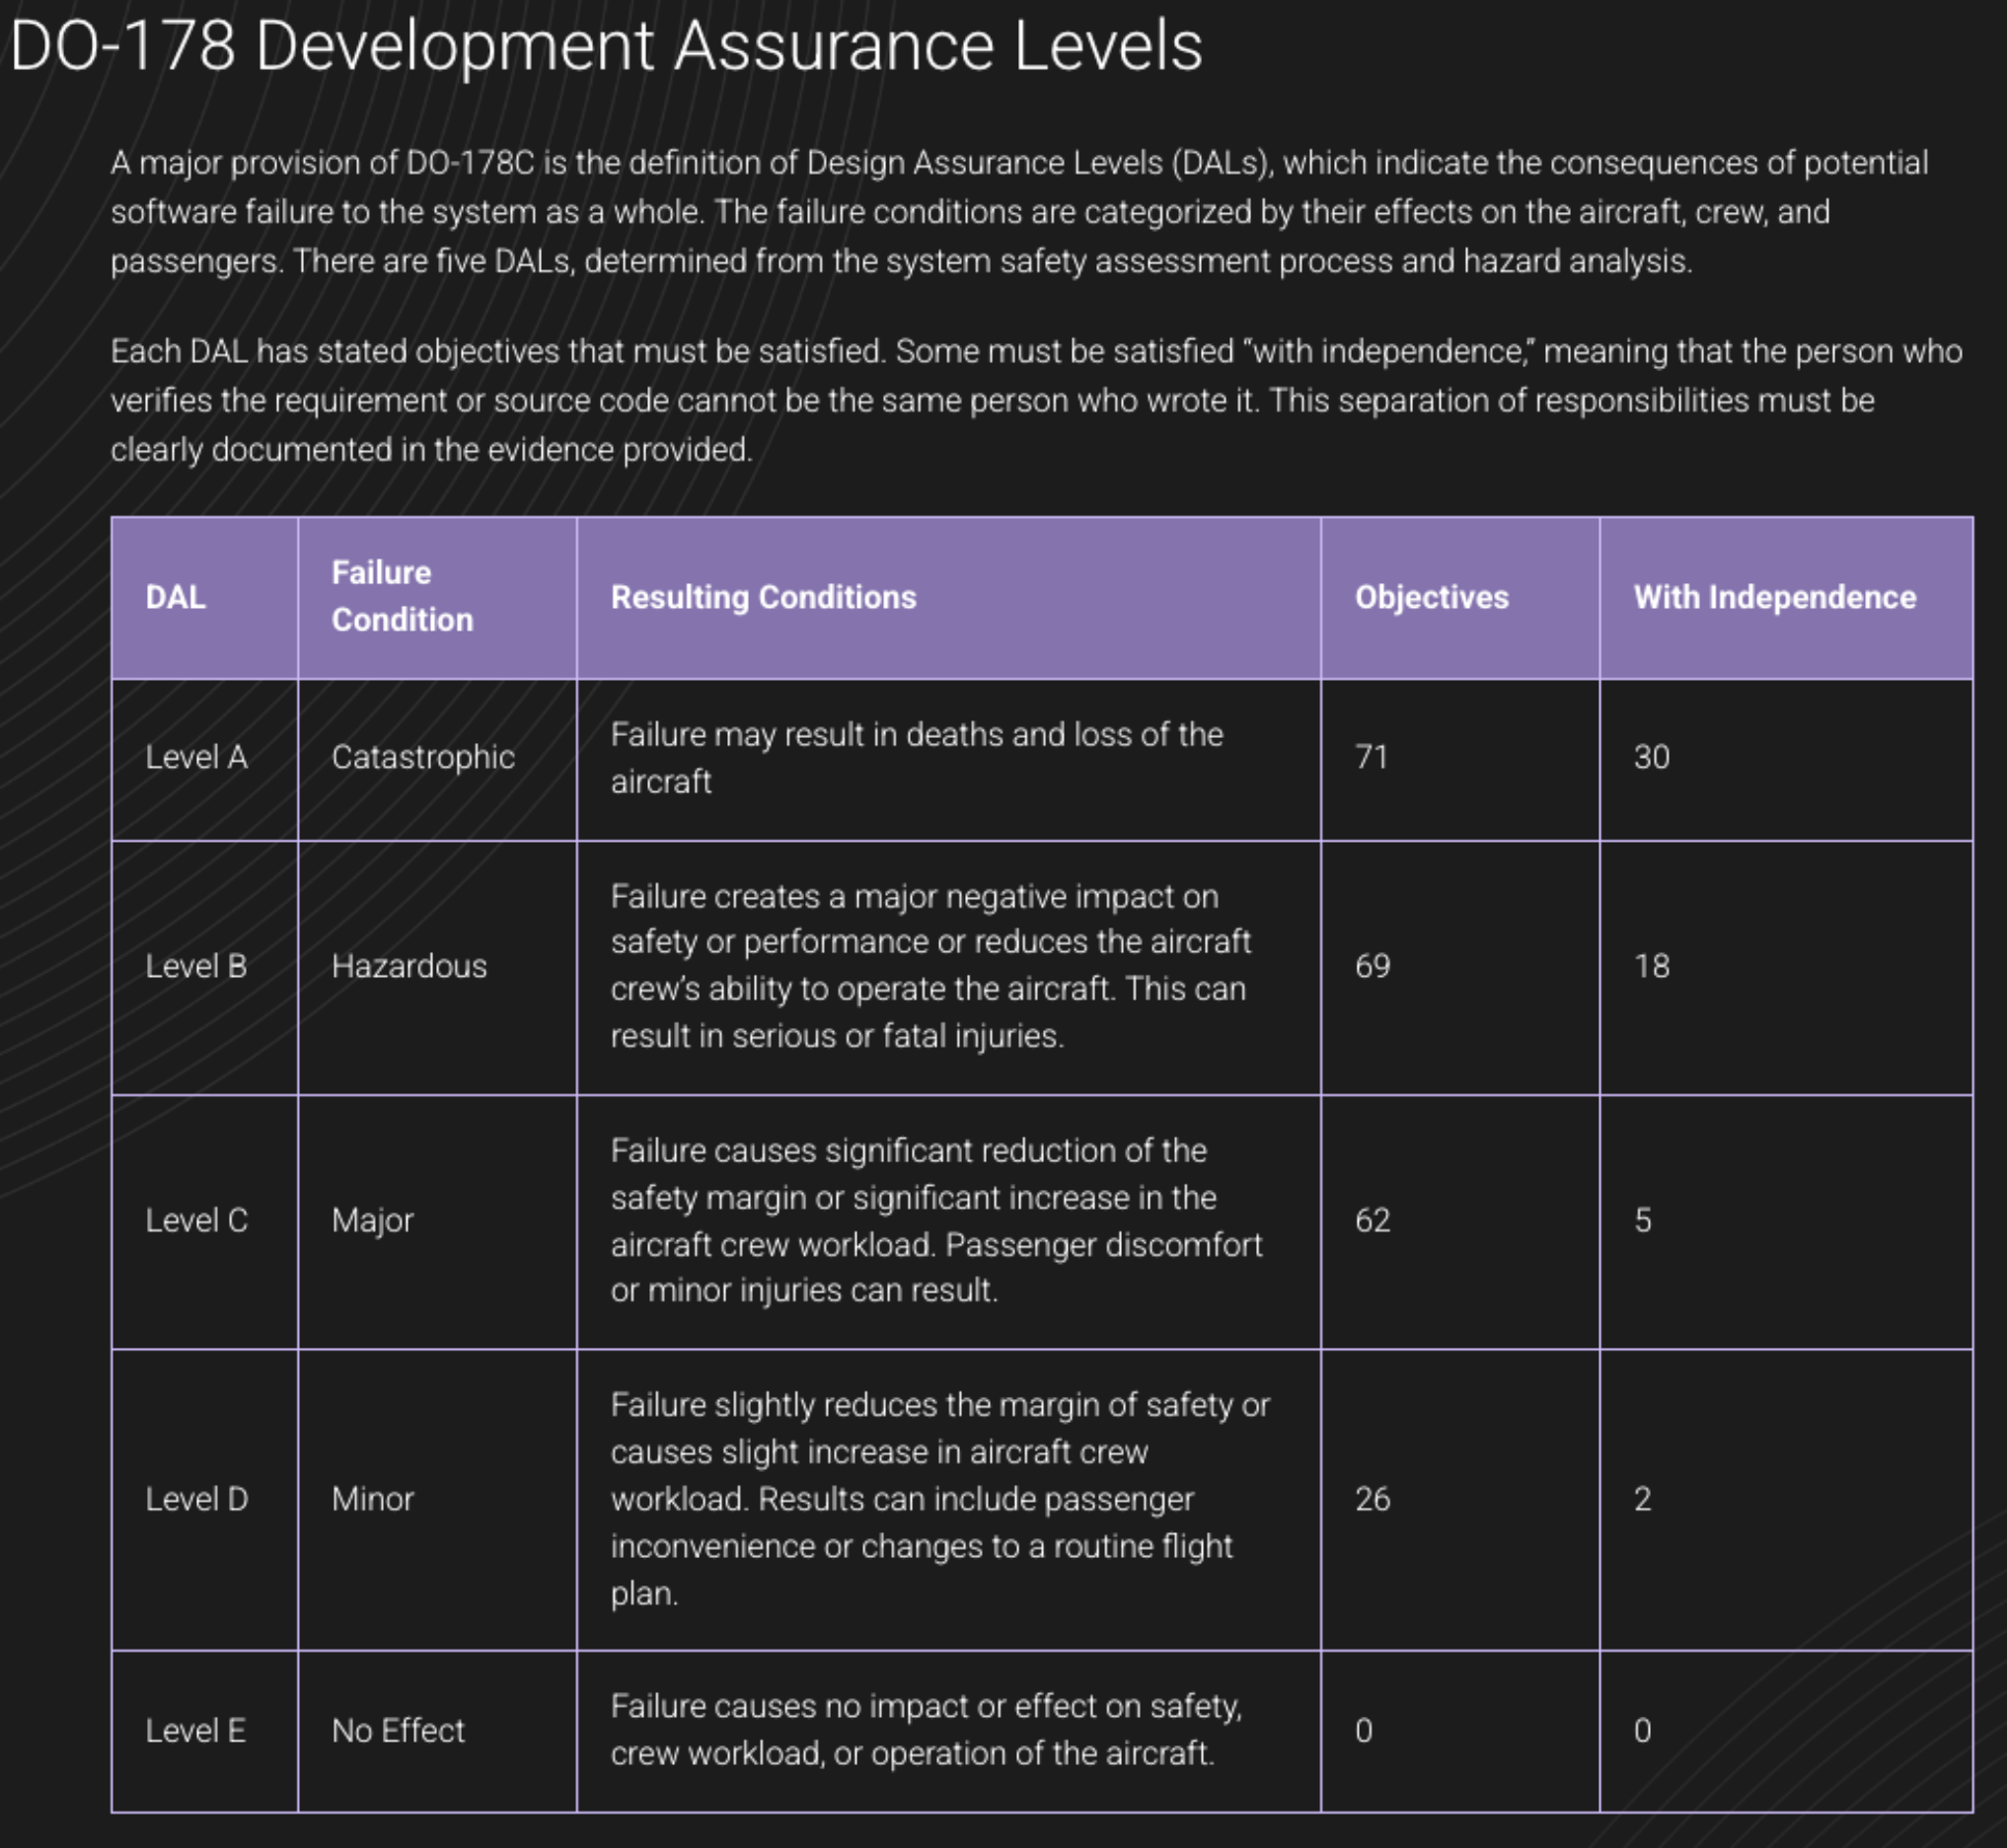 DO-178 Development Assurance Levels
A major provision of DO-178C is the definition of Design Assurance Levels (DALs), which indicate the consequences of potential
software failure to the system as a whole. The failure conditions are categorized by their effects on the aircraft, crew, and
passengers. There are five DALs, determined from the system safety assessment process and hazard analysis.
Each DAL has stated objectives that must be satisfied. Some must be satisfied “with independence,” meaning that the person who
verifies the requirement or source code cannot be the same person who wrote it. This separation of responsibilities must be
clearly documented in the evidence provided.
DAL
Failure
Condition
Resulting Conditions
Objectives
With Independence
Level A
Catastrophic
Failure may result in deaths and loss of the
aircraft
71
30
Level B
Hazardous
Failure creates a major negative impact on
safety or performance or reduces the aircraft
crew’s ability to operate the aircraft. This can
result in serious or fatal injuries.
69
18
Level C
Major
Failure causes significant reduction of the
safety margin or significant increase in the
aircraft crew workload. Passenger discomfort
or minor injuries can result.
62
5
Level D
Minor
Failure slightly reduces the margin of safety or
causes slight increase in aircraft crew
workload. Results can include passenger
inconvenience or changes to a routine flight
plan.
26
2
Level E
No Effect
Failure causes no impact or effect on safety,
crew workload, or operation of the aircraft.
0
0